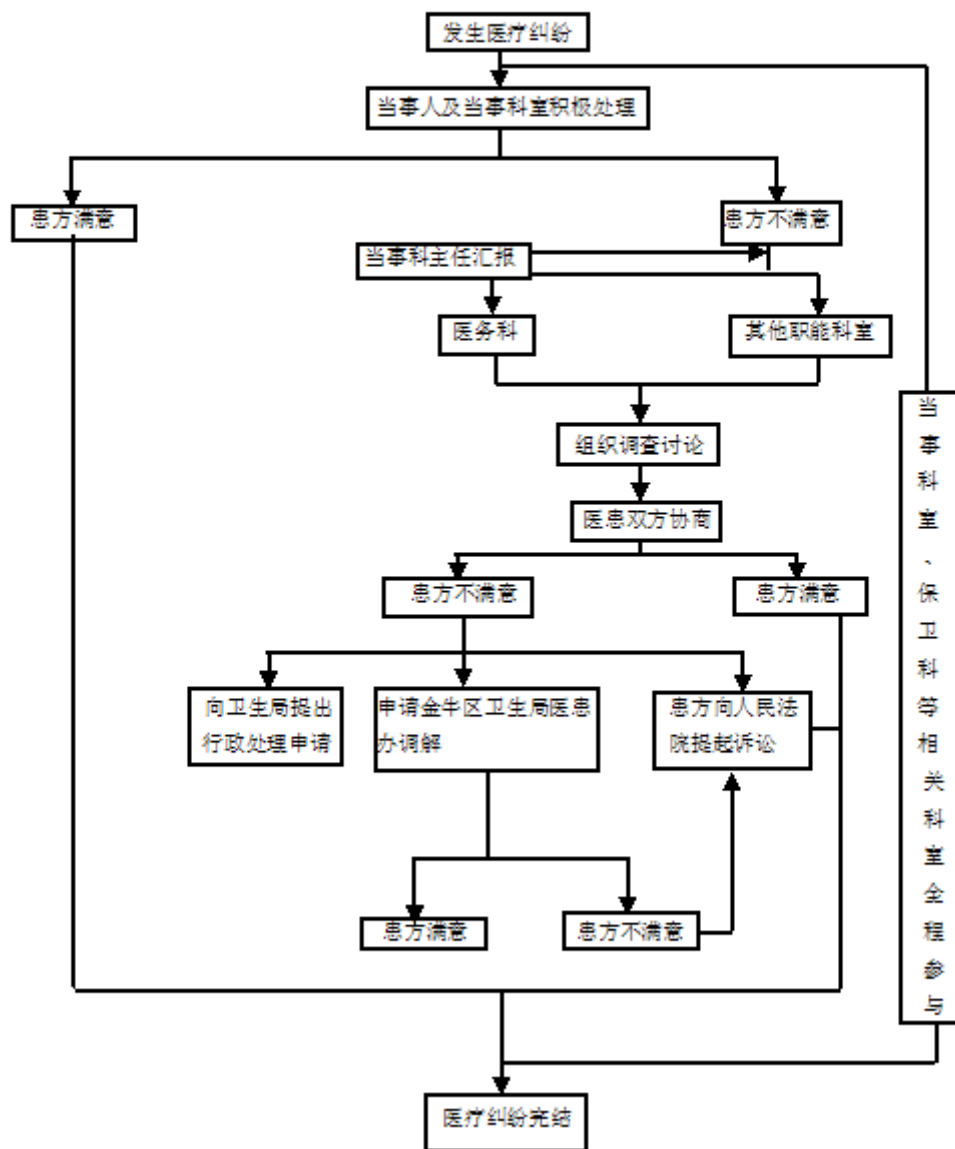 发生医疗纠纷
当事人及当事科室积极处理
患方满意
患方不满意
当事科主任汇报
医务科
其他职能科室
组织调查讨论
医患双方协商
患方不满意
患方满意
向卫生局提出
行政处理申请
申请金牛区卫生局医患
办调解
患方向人民法
院提起诉讼
患方满意
患方不满意
当事科室、保卫科等相关科室全程参与
医疗纠纷完结